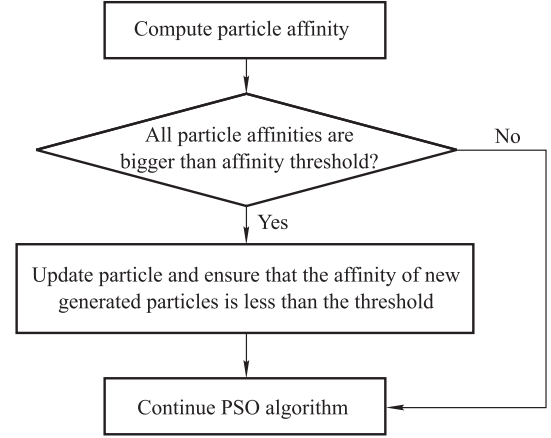 Compute particle affinity
All particle affinities are
bigger than affinity threshold?
No
Yes
Update particle and ensure that the affinity of new
generated particles is less than the threshold
Continue PSO algorithm